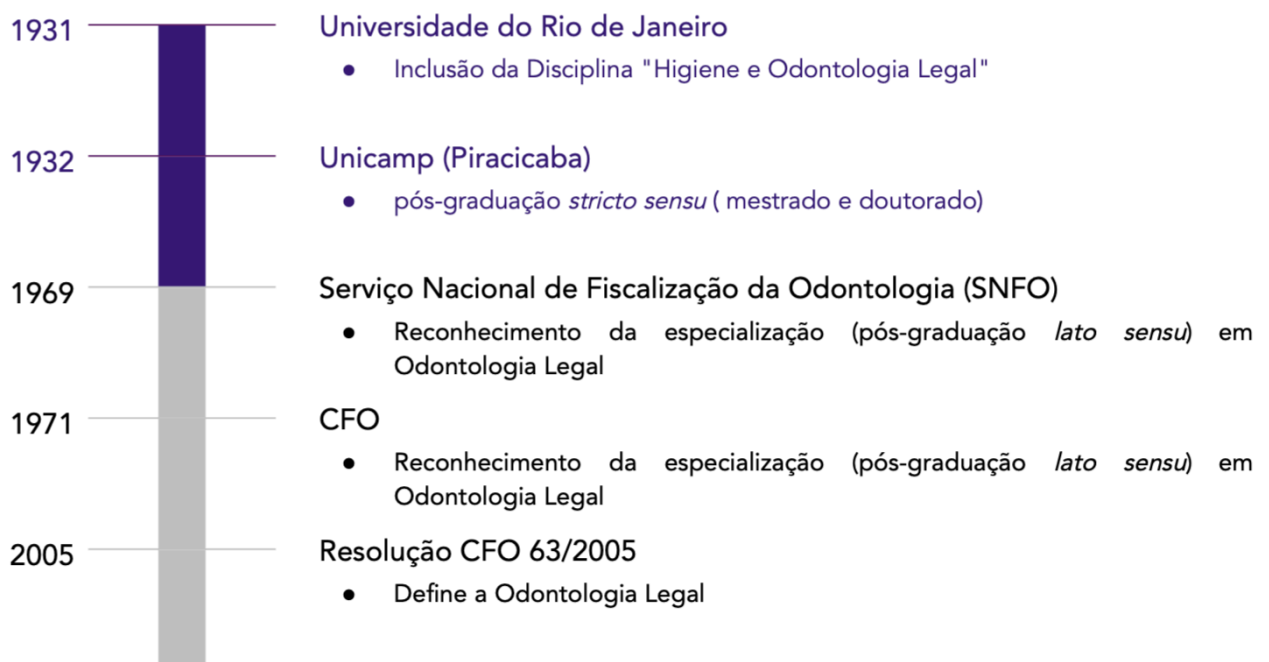 1931
Universidade do Rio de Janeiro
● Inclusão da Disciplina "Higiene e Odontologia Legal"
1932
Unicamp (Piracicaba)
● pós-graduação stricto sensu ( mestrado e doutorado)
1969
Serviço Nacional de Fiscalização da Odontologia (SNFO)
● Reconhecimento da especialização (pós-graduação lato sensu) em
Odontologia Legal
1971
CFO
● Reconhecimento da especialização (pós-graduação lato sensu) em
Odontologia Legal
2005
Resolução CFO 63/2005
● Define a Odontologia Legal